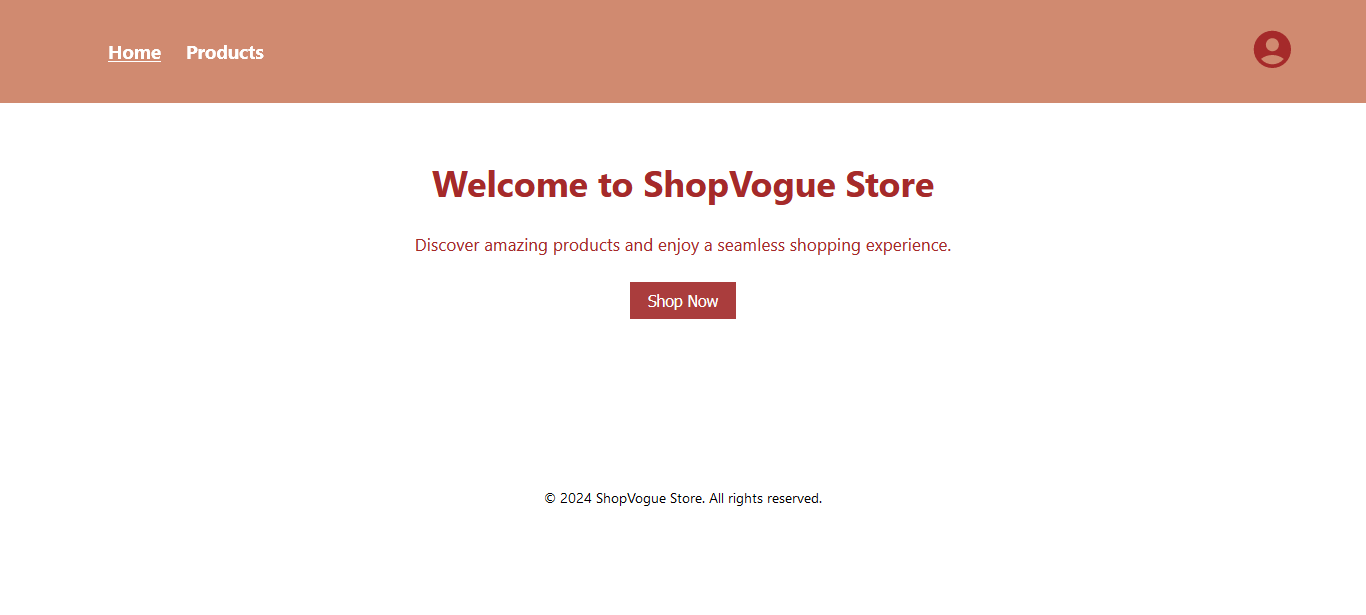 Home Products
Welcome to ShopVogue Store
Discover amazing products and enjoy a seamless shopping experience.
Shop Now
© 2024 ShopVogue Store. All rights reserved.